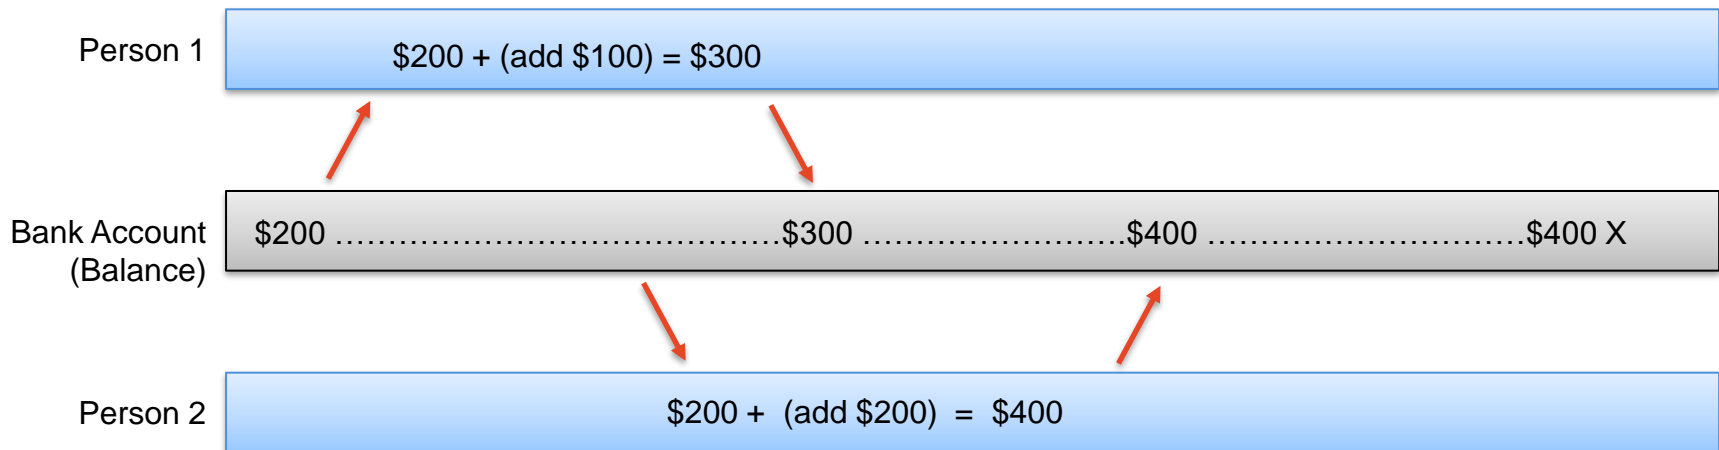 Person 1
$200 + (add $100) = $300
Bank Account
(Balance)
$200 ............................................$300 ..........................$400 ................................$400 X
Person 2
$200 +  (add $200)  =  $400